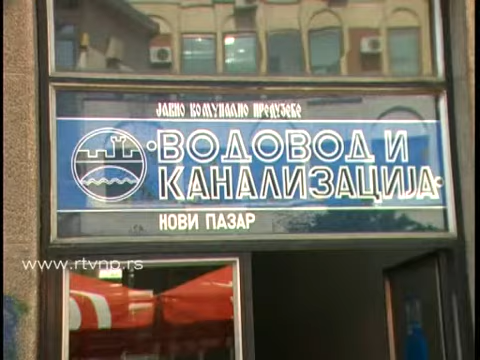 ЈАВНО КОМУНАЛНО ПРЕДУЗЕЋЕ
ВОДОВОД И
КАНАЛИЗАЦИЈА
НОВИ ПАЗАР
www.rtvnp.rs